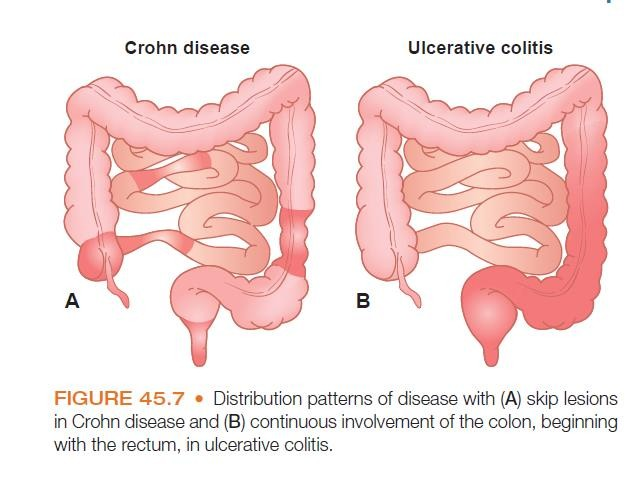 Crohn disease
Ulcerative colitis
A
B
FIGURE 45.7 • Distribution patterns of disease with (A) skip lesions
in Crohn disease and (B) continuous involvement of the colon, beginning
with the rectum, in ulcerative colitis.